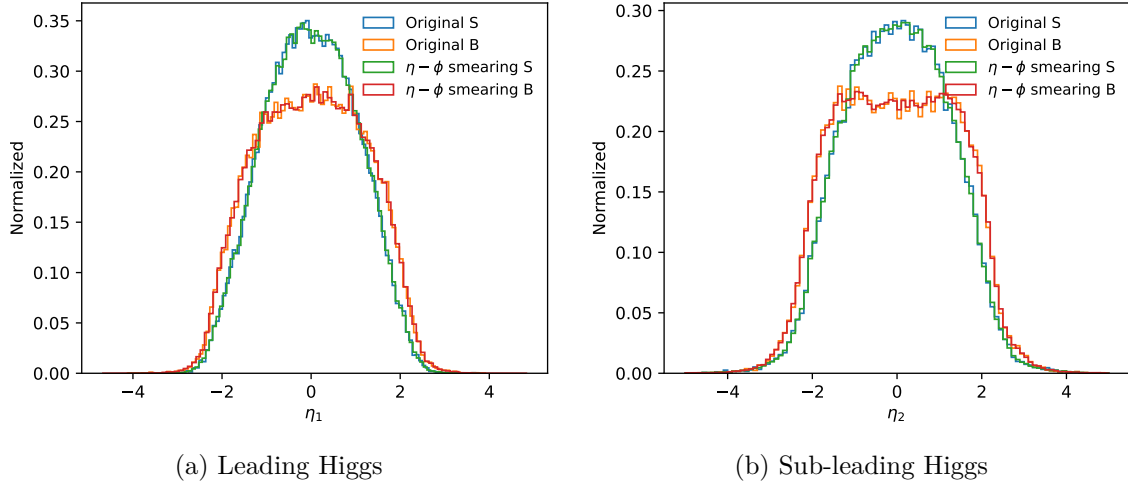 0.35
0.30
0.25
0.20
0.15
0.10
0.05
0.00
Normalized
−4
−2
0
2
4
η1
Original S
Original B
η − ϕ smearing S
η − ϕ smearing B
(a) Leading Higgs
0.30
0.25
0.20
0.15
0.10
0.05
0.00
Normalized
−4
−2
0
2
4
η2
Original S
Original B
η − ϕ smearing S
η − ϕ smearing B
(b) Sub-leading Higgs